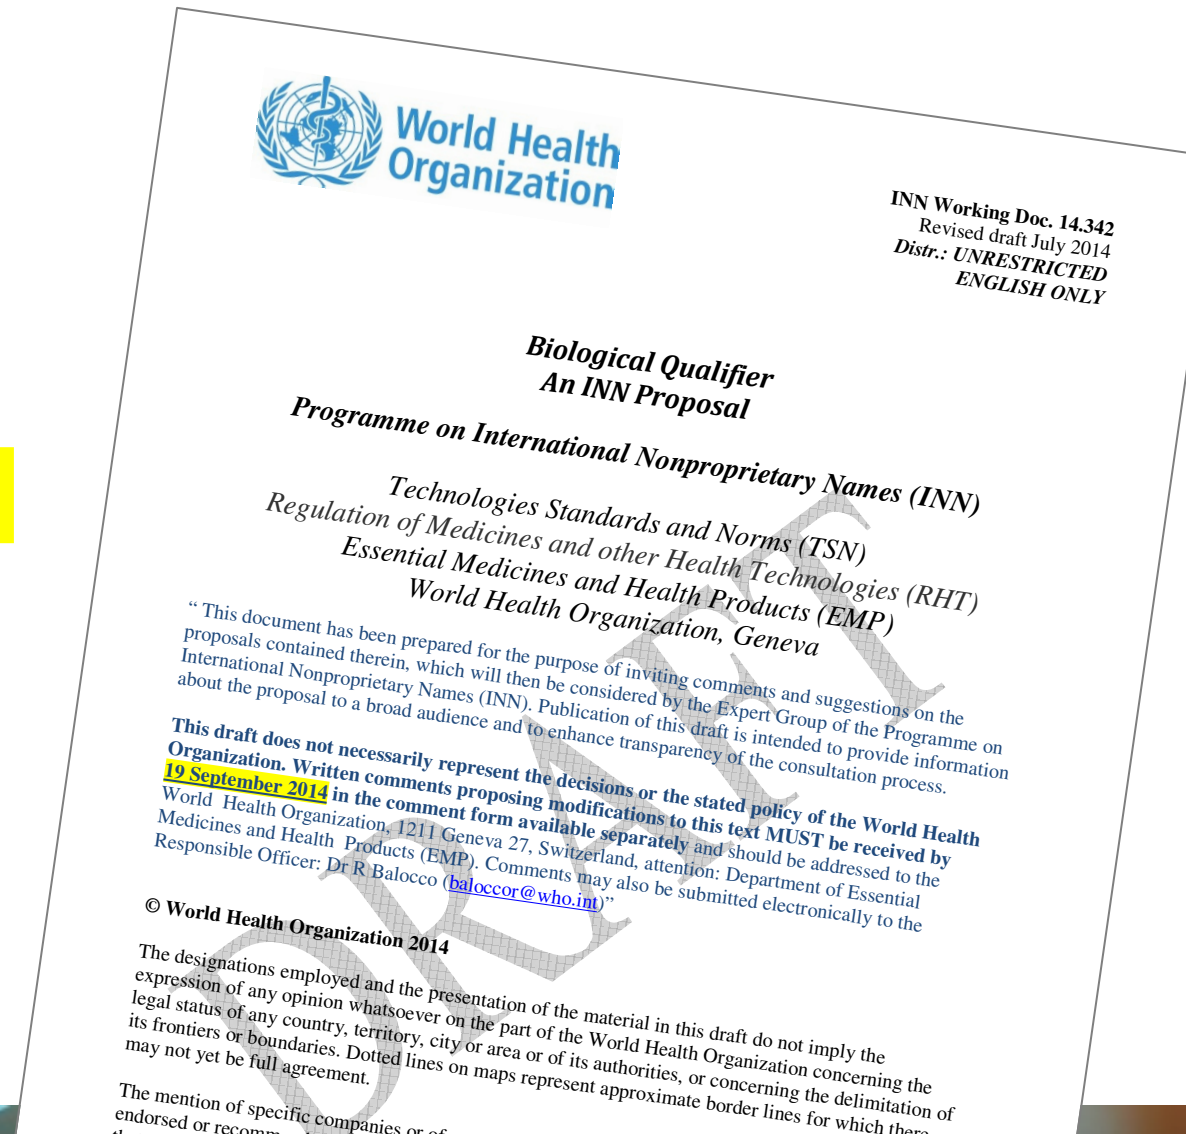 World Health
Organization
INN Working Doc. 14.342
Revised draft July 2014
Distr.: UNRESTRICTED
ENGLISH ONLY
Biological Qualifier
An INN Proposal
Programme on International Nonproprietary Names (INN)
Technologies Standards and Norms (TSN)
Regulation of Medicines and other Health Technologies (RHT)
Essential Medicines and Health Products (EMP)
World Health Organization, Geneva
“ This document has been prepared for the purpose of inviting comments and suggestions on the
proposals contained therein, which will then be considered by the Expert Group of the Programme on
International Nonproprietary Names (INN). Publication of this draft is intended to provide information
about the proposal to a broad audience and to enhance transparency of the consultation process.
This draft does not necessarily represent the decisions or the stated policy of the World Health
Organization. Written comments proposing modifications to this text MUST be received by
19 September 2014 in the comment form available separately and should be addressed to the
World Health Organization, 1211 Geneva 27, Switzerland, attention: Department of Essential
Medicines and Health Products (EMP). Comments may also be submitted electronically to the
Responsible Officer: Dr R Balocco (baloccor@who.int)”
© World Health Organization 2014
The designations employed and the presentation of the material in this draft do not imply the
expression of any opinion whatsoever on the part of the World Health Organization concerning the
legal status of any country, territory, city or area or of its authorities, or concerning the delimitation of
its frontiers or boundaries. Dotted lines on maps represent approximate border lines for which there
may not yet be full agreement.
The mention of specific companies or of
endorsed or recomm
DRAFT